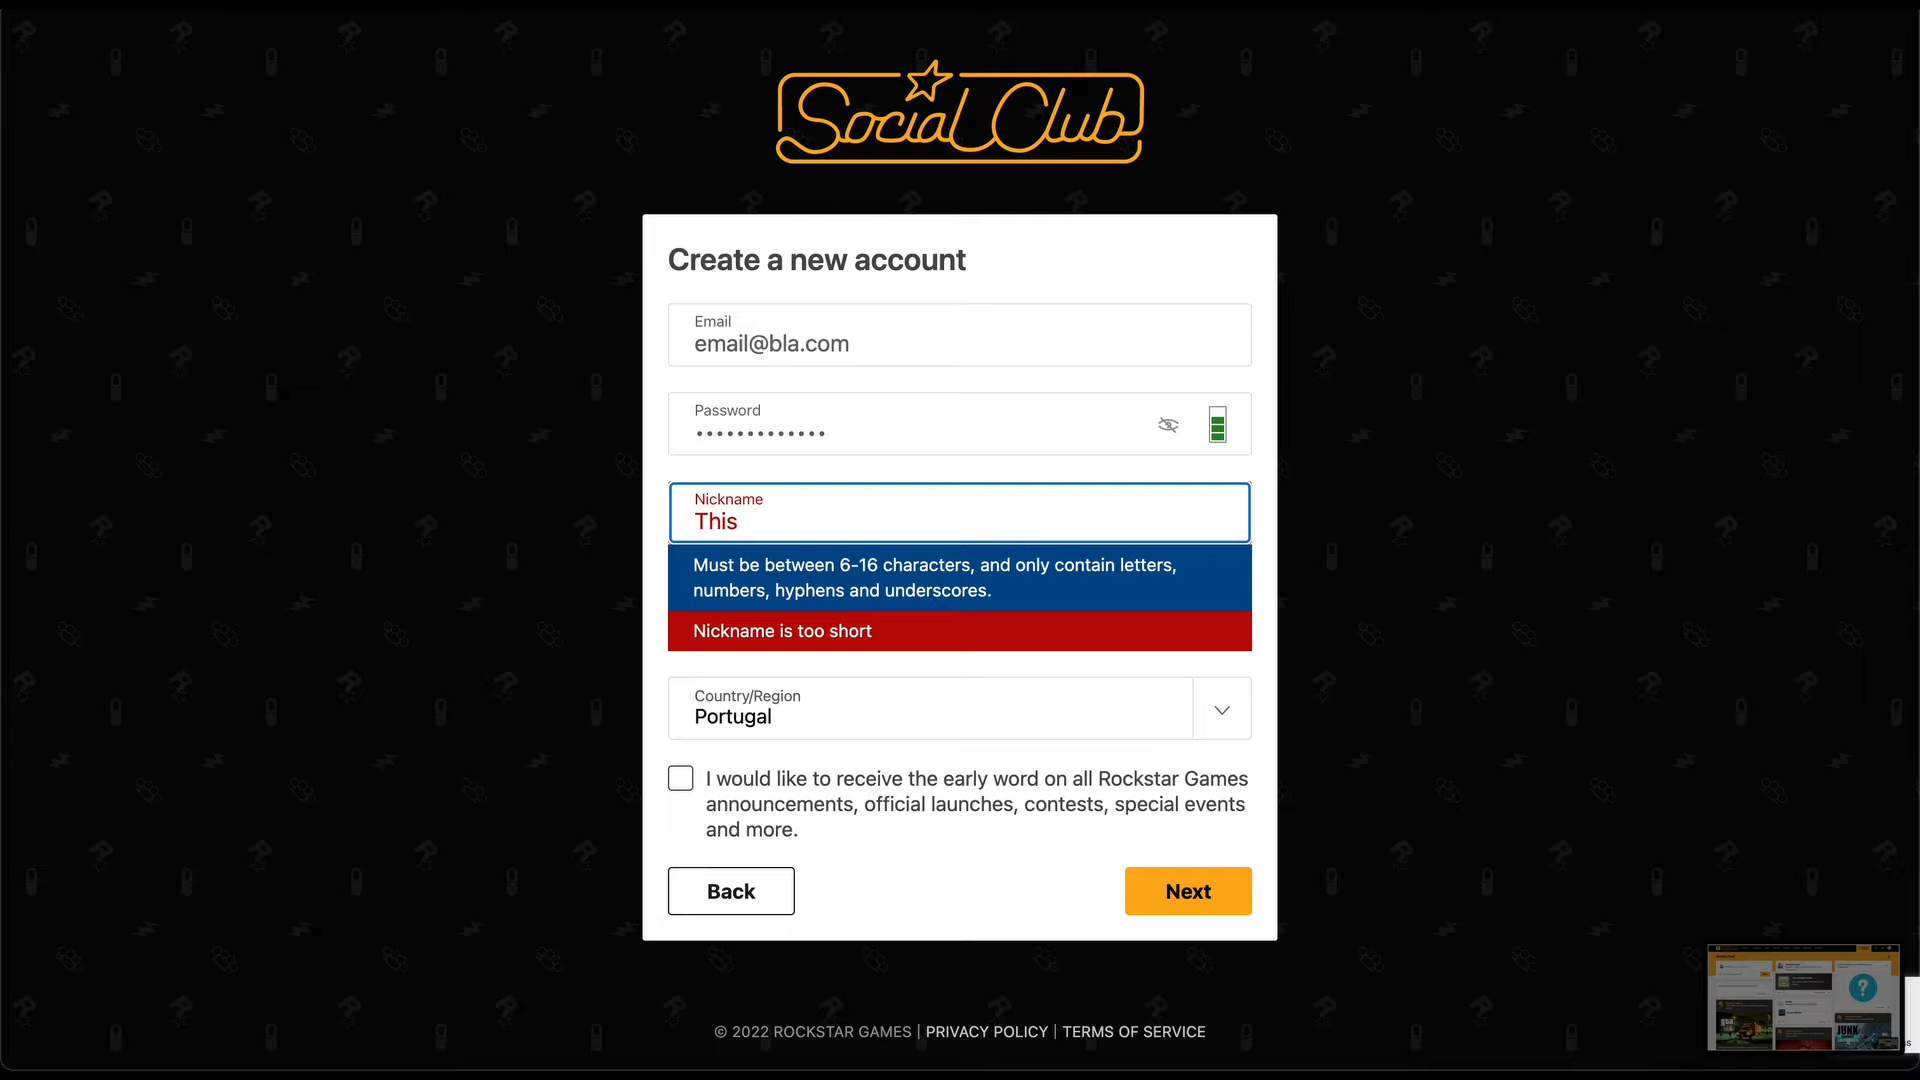 Social Club
Create a new account
Email
email@bla.com
Password
•••••••••••••
Nickname
This
Must be between 6-16 characters, and only contain letters,
numbers, hyphens and underscores.
Nickname is too short
Country/Region
Portugal
I would like to receive the early word on all Rockstar Games
announcements, official launches, contests, special events
and more.
Back
Next
© 2022 ROCKSTAR GAMES | PRIVACY POLICY | TERMS OF SERVICE